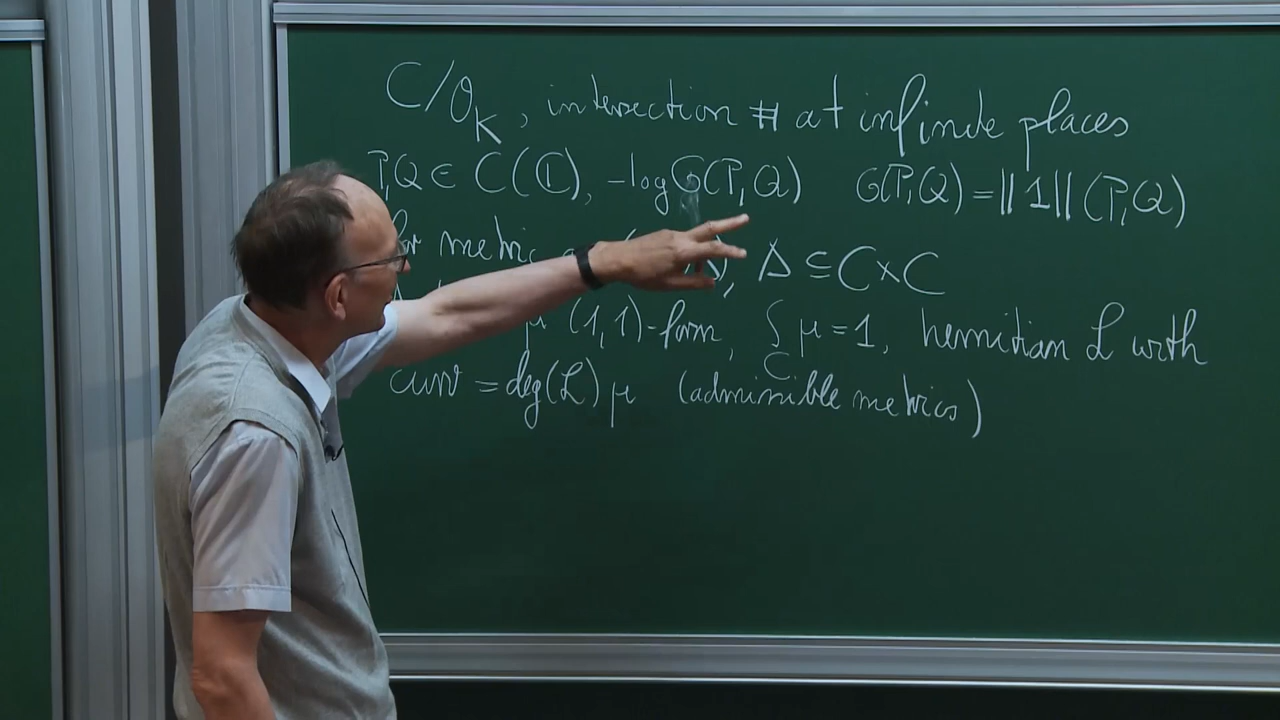 C/O_K, intersection # at infinite places
P,Q ∈ C(ℂ), -log G(P,Q) G(P,Q) = ||1|| (P,Q)
for metric Δ), Δ ⊆ C×C
μ (1,1)-form, ∫_C μ = 1, hermitian L with
curv = deg(L) μ (admissible metrics)